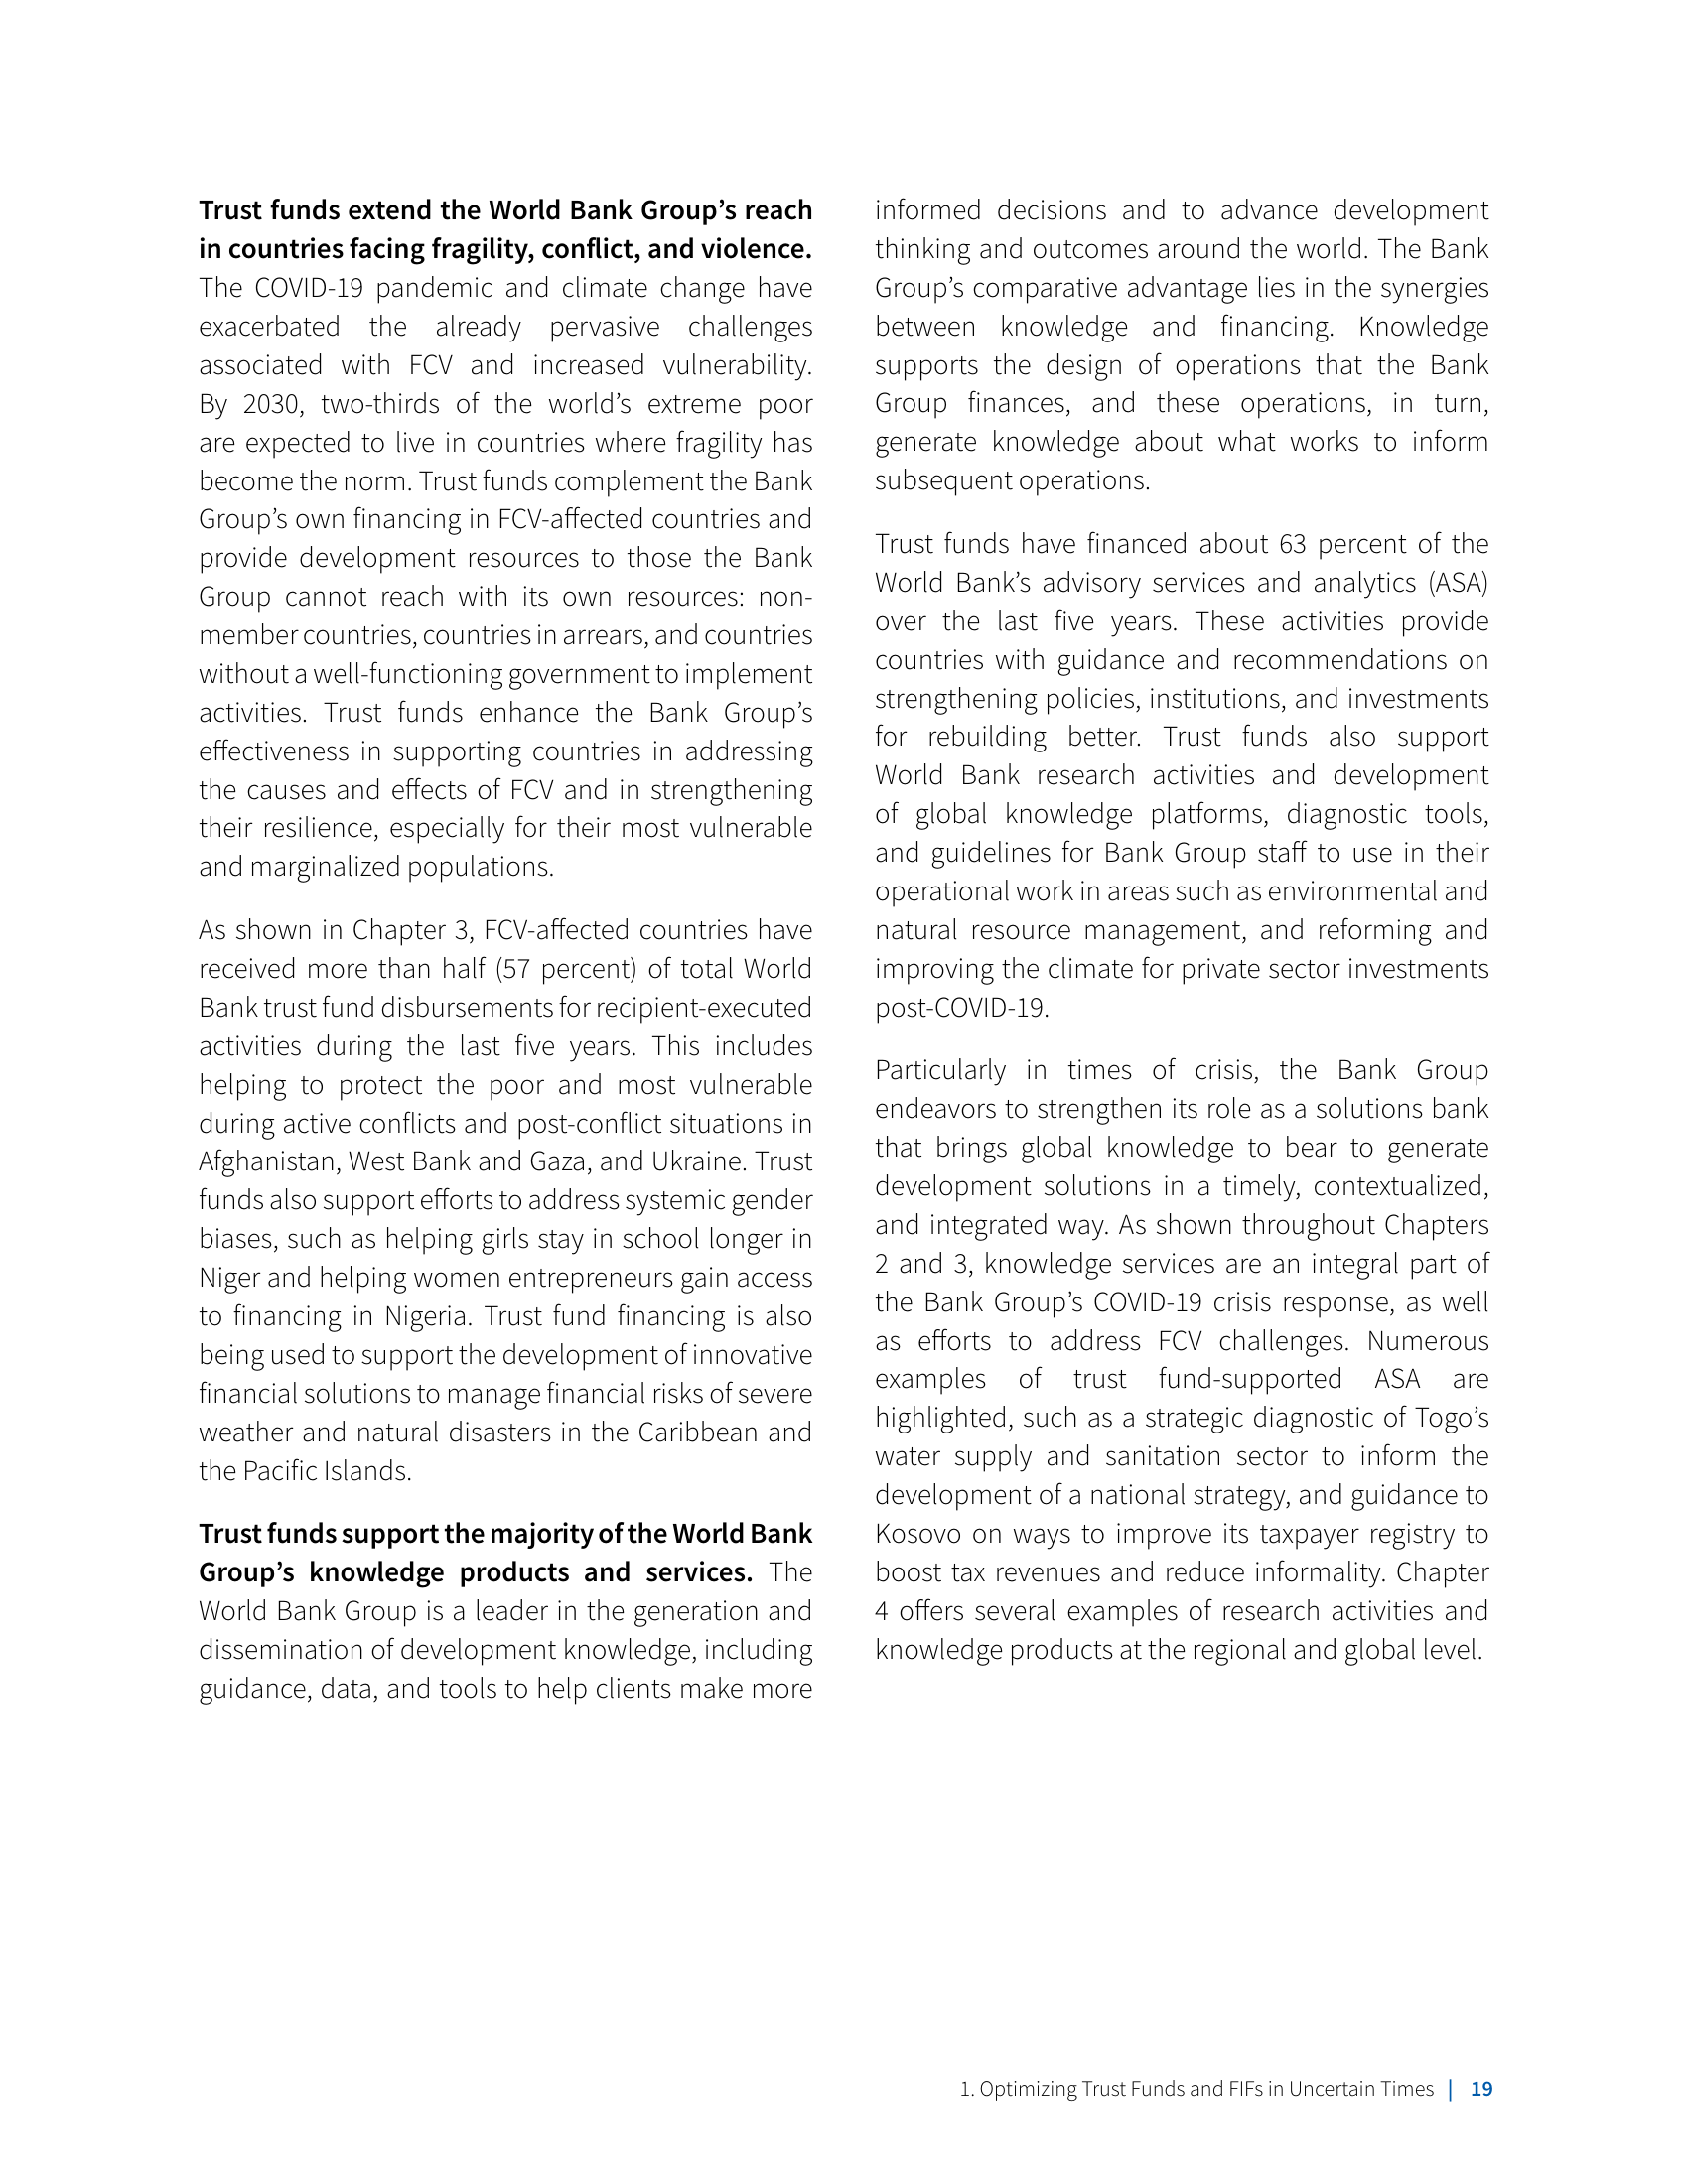 Trust funds extend the World Bank Group’s reach
in countries facing fragility, conflict, and violence.
The COVID-19 pandemic and climate change have
exacerbated the already pervasive challenges
associated with FCV and increased vulnerability.
By 2030, two-thirds of the world’s extreme poor
are expected to live in countries where fragility has
become the norm. Trust funds complement the Bank
Group’s own financing in FCV-affected countries and
provide development resources to those the Bank
Group cannot reach with its own resources: non-
member countries, countries in arrears, and countries
without a well-functioning government to implement
activities. Trust funds enhance the Bank Group’s
effectiveness in supporting countries in addressing
the causes and effects of FCV and in strengthening
their resilience, especially for their most vulnerable
and marginalized populations.
As shown in Chapter 3, FCV-affected countries have
received more than half (57 percent) of total World
Bank trust fund disbursements for recipient-executed
activities during the last five years. This includes
helping to protect the poor and most vulnerable
during active conflicts and post-conflict situations in
Afghanistan, West Bank and Gaza, and Ukraine. Trust
funds also support efforts to address systemic gender
biases, such as helping girls stay in school longer in
Niger and helping women entrepreneurs gain access
to financing in Nigeria. Trust fund financing is also
being used to support the development of innovative
financial solutions to manage financial risks of severe
weather and natural disasters in the Caribbean and
the Pacific Islands.
Trust funds support the majority of the World Bank
Group’s knowledge products and services. The
World Bank Group is a leader in the generation and
dissemination of development knowledge, including
guidance, data, and tools to help clients make more
informed decisions and to advance development
thinking and outcomes around the world. The Bank
Group’s comparative advantage lies in the synergies
between knowledge and financing. Knowledge
supports the design of operations that the Bank
Group finances, and these operations, in turn,
generate knowledge about what works to inform
subsequent operations.
Trust funds have financed about 63 percent of the
World Bank’s advisory services and analytics (ASA)
over the last five years. These activities provide
countries with guidance and recommendations on
strengthening policies, institutions, and investments
for rebuilding better. Trust funds also support
World Bank research activities and development
of global knowledge platforms, diagnostic tools,
and guidelines for Bank Group staff to use in their
operational work in areas such as environmental and
natural resource management, and reforming and
improving the climate for private sector investments
post-COVID-19.
Particularly in times of crisis, the Bank Group
endeavors to strengthen its role as a solutions bank
that brings global knowledge to bear to generate
development solutions in a timely, contextualized,
and integrated way. As shown throughout Chapters
2 and 3, knowledge services are an integral part of
the Bank Group’s COVID-19 crisis response, as well
as efforts to address FCV challenges. Numerous
examples of trust fund-supported ASA are
highlighted, such as a strategic diagnostic of Togo’s
water supply and sanitation sector to inform the
development of a national strategy, and guidance to
Kosovo on ways to improve its taxpayer registry to
boost tax revenues and reduce informality. Chapter
4 offers several examples of research activities and
knowledge products at the regional and global level.
1. Optimizing Trust Funds and FIFs in Uncertain Times | 19